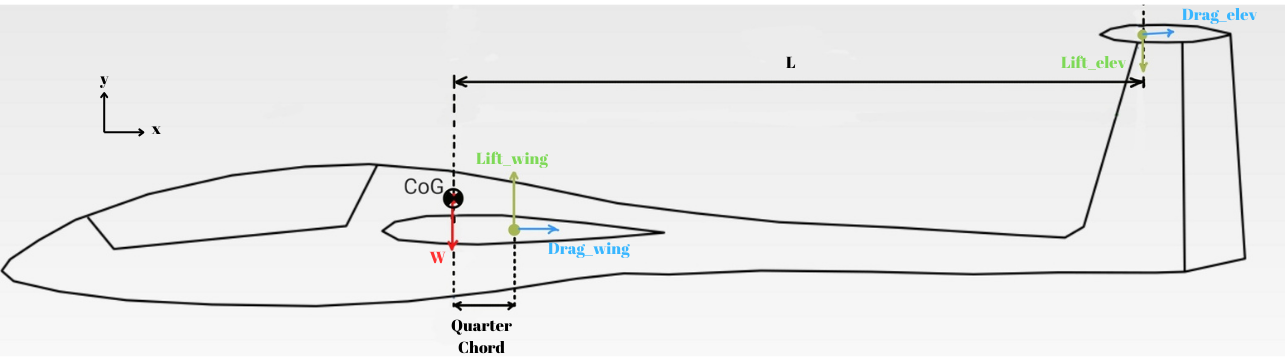 Drag_elev
Lift_elev
L
y
x
Lift_wing
CoG
W
Drag_wing
Quarter
Chord